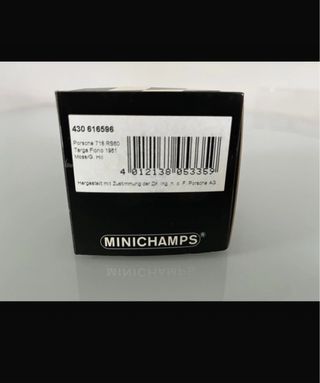 430 616596
Porsche 718 RS60
Targa Florio 1961
Moss/G. Hill
4 012138 053359
Hergestellt mit Zustimmung der Dr. Ing. h. c. F. Porsche AG
MINICHAMPS®